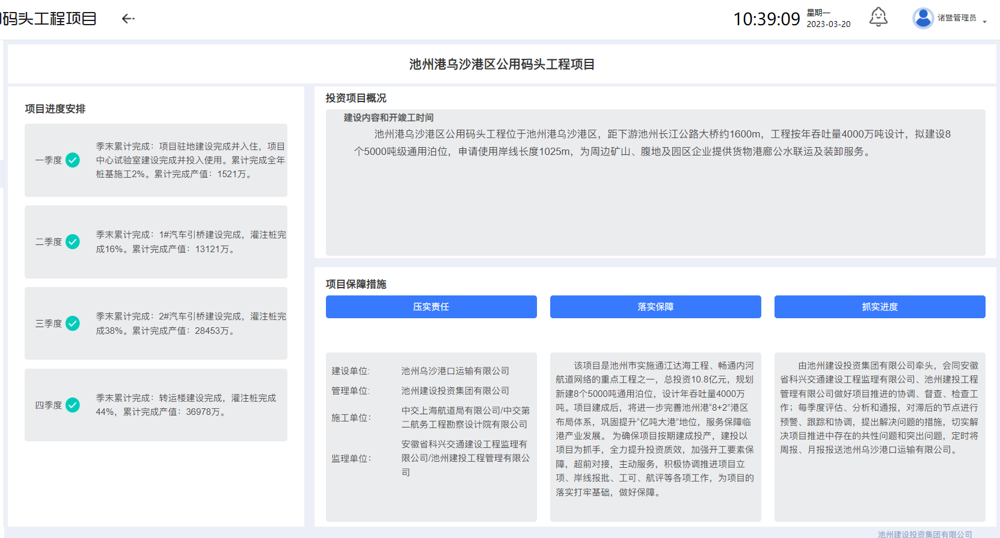 码头工程项目
10:39:09
星期一
2023-03-20
诸暨管理员
池州港乌沙港区公用码头工程项目
项目进度安排
一季度
季末累计完成：项目驻地建设完成并入住，项目
中心试验室建设完成并投入使用。累计完成全年
桩基施工2%。累计完成产值：1521万。
二季度
季末累计完成：1#汽车引桥建设完成，灌注桩完
成16%。累计完成产值：13121万。
三季度
季末累计完成：2#汽车引桥建设完成，灌注桩完
成38%。累计完成产值：28453万。
四季度
季末累计完成：转运楼建设完成，灌注桩完成
44%，累计完成产值：36978万。
投资项目概况
建设内容和开竣工时间
池州港乌沙港区公用码头工程位于池州港乌沙港区，距下游池州长江公路大桥约1600m，工程按年吞吐量4000万吨设计，拟建设8
个5000吨级通用泊位，申请使用岸线长度1025m，为周边矿山、腹地及园区企业提供货物港廊公水联运及装卸服务。
项目保障措施
压实责任
建设单位:
池州乌沙港口运输有限公司
管理单位:
池州建设投资集团有限公司
施工单位:
中交上海航道局有限公司/中交第
二航务工程勘察设计院有限公司
监理单位:
安徽省科兴交通建设工程监理有
限公司/池州建投工程管理有限公
司
落实保障
该项目是池州市实施通江达海工程、畅通内河
航道网络的重点工程之一，总投资10.8亿元，规划
新建8个5000吨通用泊位，设计年吞吐量4000万
吨。项目建成后，将进一步完善池州港“8+2”港区
布局体系，巩固提升“亿吨大港”地位，服务保障临
港产业发展。 为确保项目按期建成投产，建投以
项目为抓手，全力提升投资质效，加强开工要素保
障，超前对接，主动服务，积极协调推进项目立
项、岸线报批、工可、航评等各项工作，为项目的
落实打牢基础，做好保障。
抓实进度
由池州建设投资集团有限公司牵头，会同安徽
省科兴交通建设工程监理有限公司、池州建投工程
管理有限公司做好项目推进的协调、督查、检查工
作；每季度评估、分析和通报，对滞后的节点进行
预警、跟踪和协调，提出解决问题的措施，切实解
决项目推进中存在的共性问题和突出问题，定时将
周报、月报报送池州乌沙港口运输有限公司。
池州建设投资集团有限公司